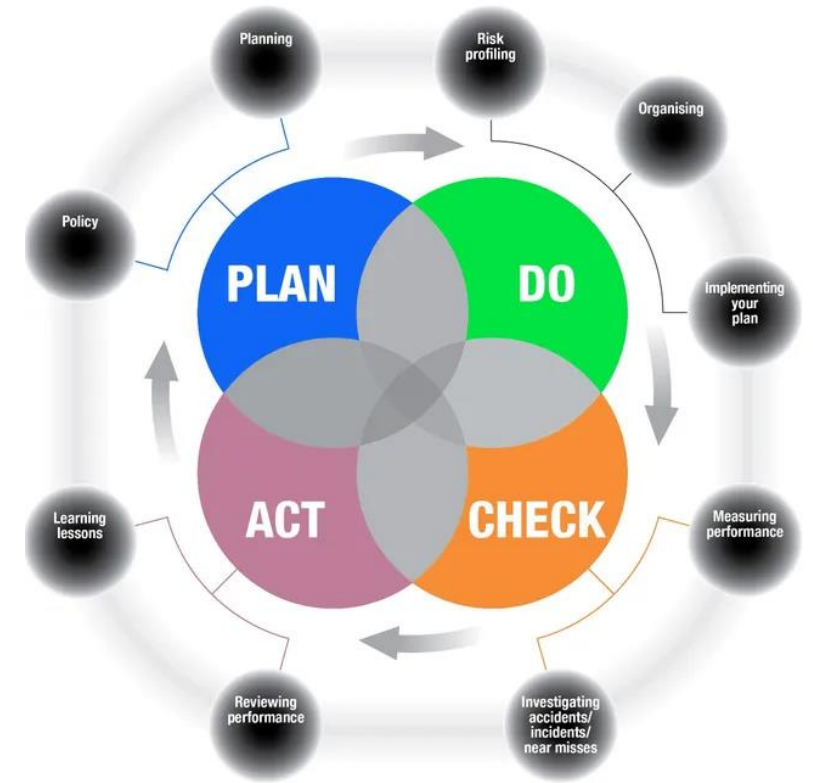 Planning
Risk
profiling
Organising
Policy
PLAN
DO
Implementing
your
plan
ACT
CHECK
Learning
lessons
Measuring
performance
Reviewing
performance
Investigating
accidents/
incidents/
near misses